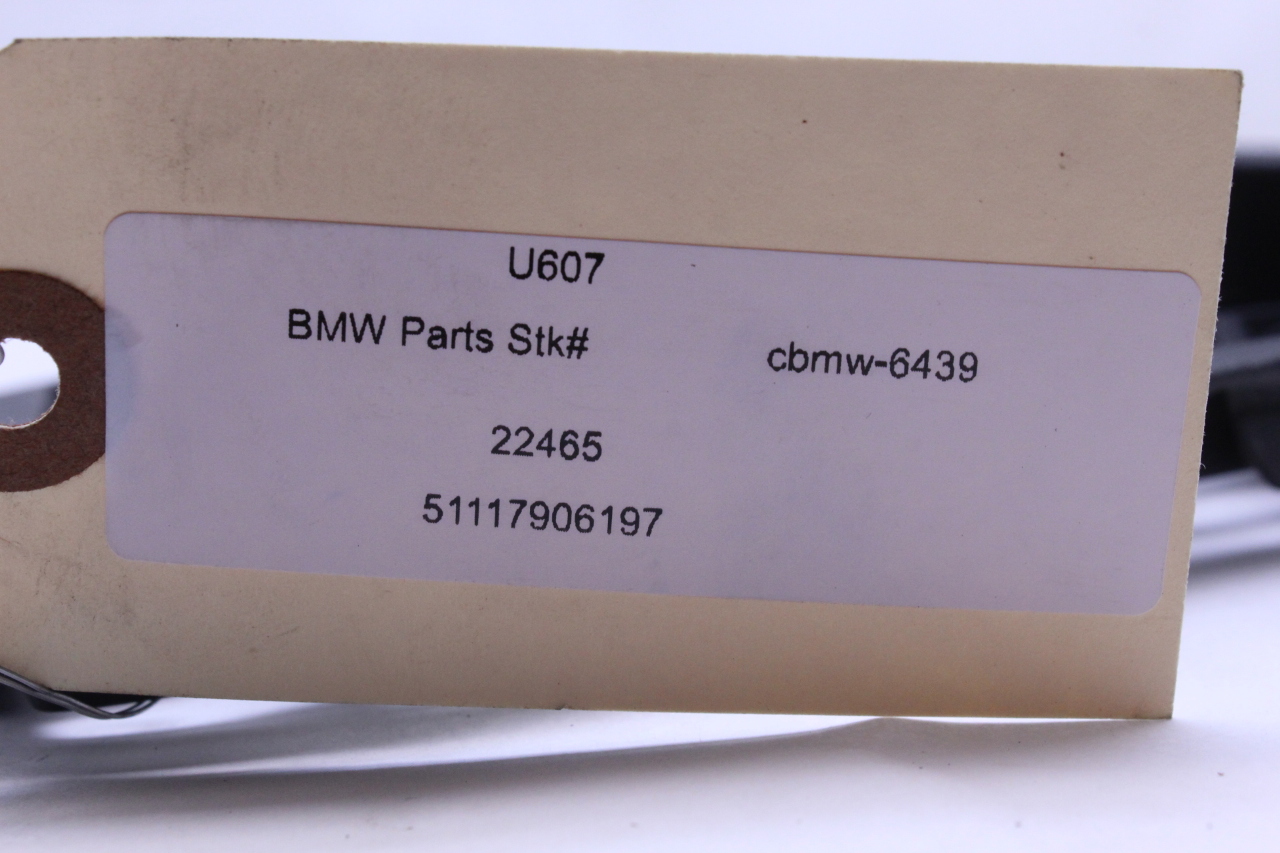 U607
BMW Parts Stk# cbmw-6439
22465
51117906197